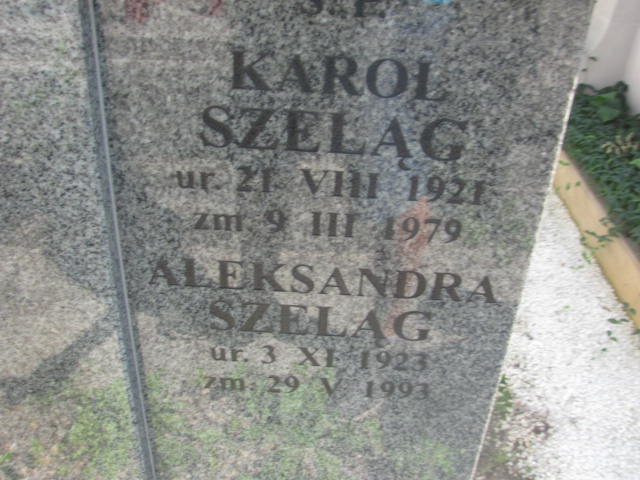 Ś P
KAROL
SZELĄG
ur. 21 VIII 1921
zm. 9 III 1979
ALEKSANDRA
SZELĄG
ur. 3 XI 1923
zm. 29 V 1993